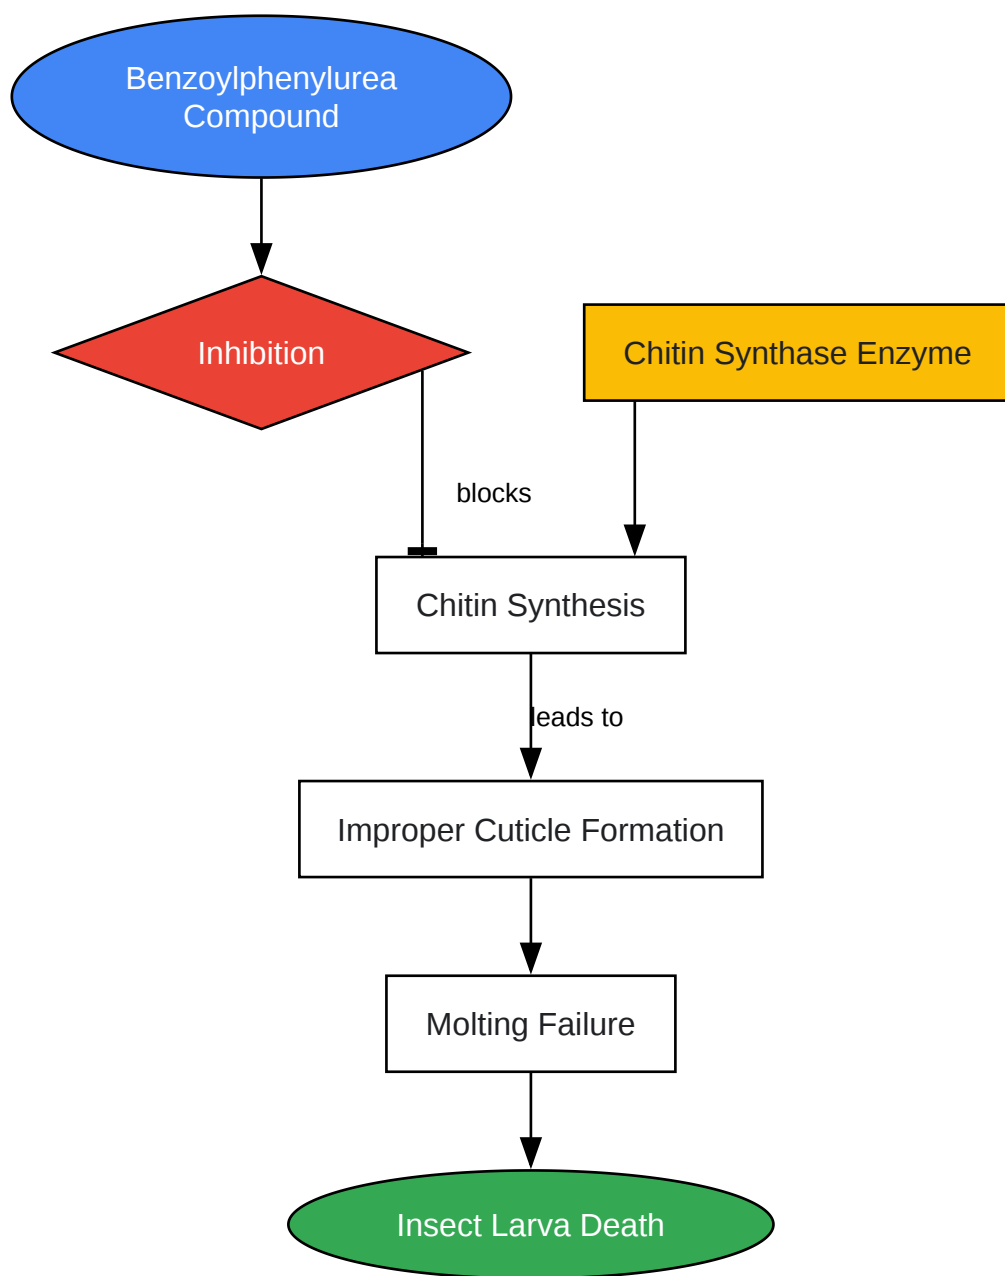 Benzoylphenylurea
Compound
Inhibition
Chitin Synthase Enzyme
blocks
Chitin Synthesis
leads to
Improper Cuticle Formation
Molting Failure
Insect Larva Death